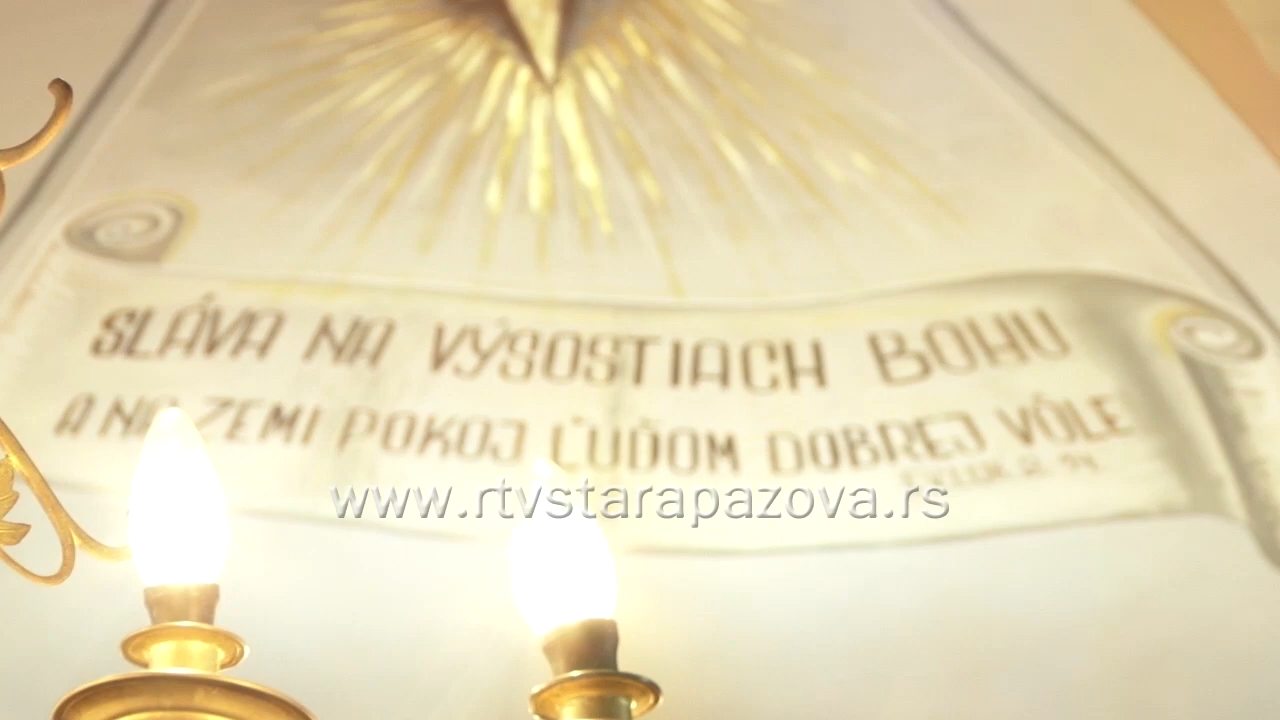 SLÁVA NA VÝSOSTIACH BOHU
A NA ZEMI POKOJ ĽUĎOM DOBREJ VÔLE
www.rtvstarapazova.rs